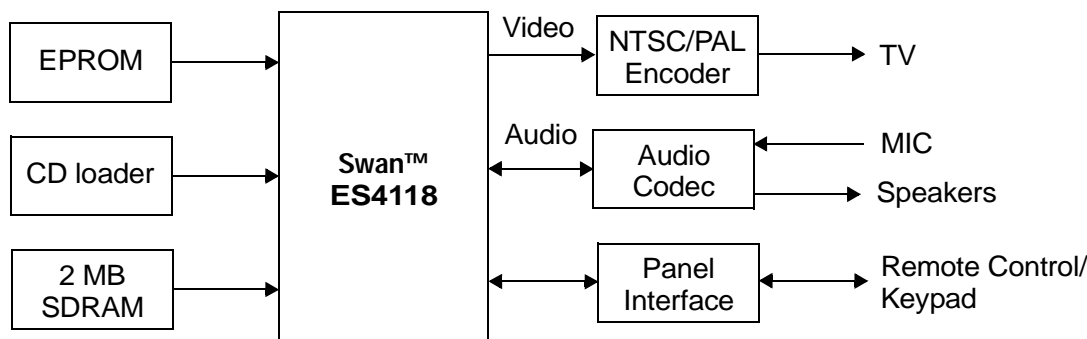 EPROM
CD loader
2 MB
SDRAM
Swan™
ES4118
Video
NTSC/PAL
Encoder
TV
Audio
Audio
Codec
MIC
Speakers
Panel
Interface
Remote Control/
Keypad